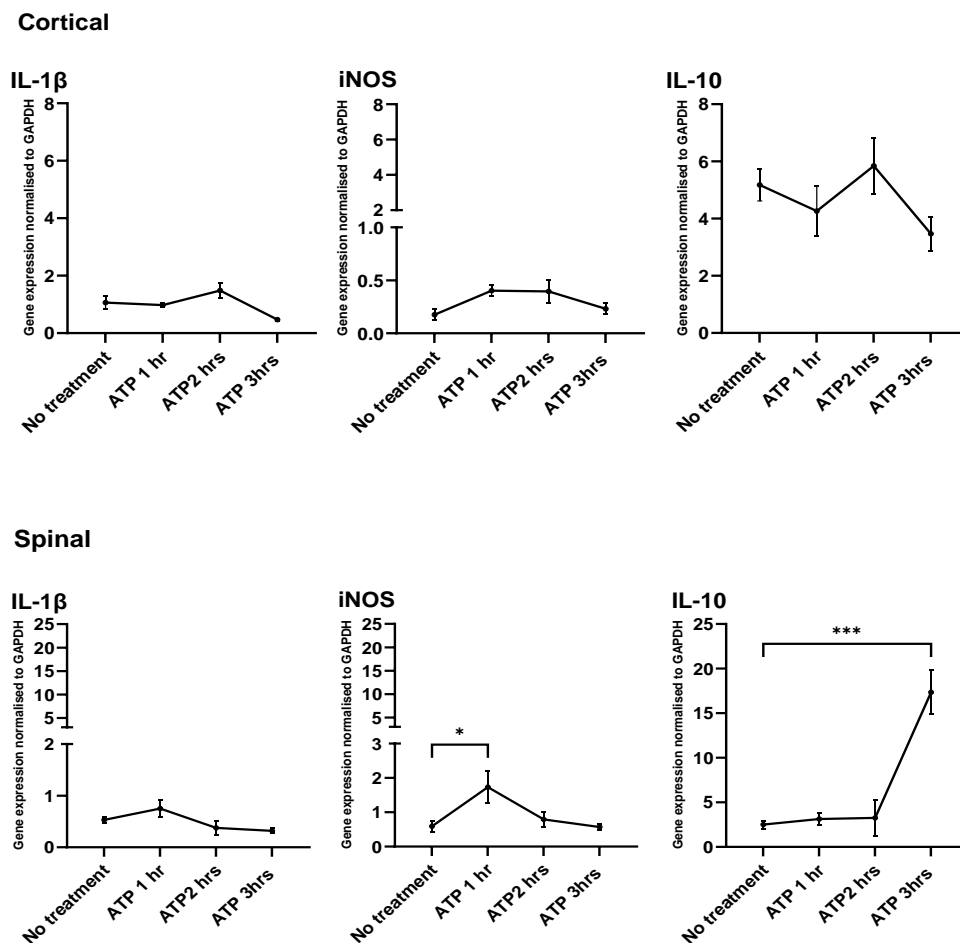 Cortical
IL-1β
Gene expression normalised to GAPDH
8
6
4
2
0
No treatment
ATP 1 hr
ATP2 hrs
ATP 3hrs
iNOS
Gene expression normalised to GAPDH
8
6
4
2
1.0
0.5
0.0
No treatment
ATP 1 hr
ATP2 hrs
ATP 3hrs
IL-10
Gene expression normalised to GAPDH
8
6
4
2
0
No treatment
ATP 1 hr
ATP2 hrs
ATP 3hrs
Spinal
IL-1β
Gene expression normalised to GAPDH
25
20
15
10
5
2
1
0
No treatment
ATP 1 hr
ATP2 hrs
ATP 3hrs
iNOS
Gene expression normalised to GAPDH
25
20
15
10
5
3
2
1
0
*
No treatment
ATP 1 hr
ATP2 hrs
ATP 3hrs
IL-10
Gene expression normalised to GAPDH
25
20
15
10
5
0
***
No treatment
ATP 1 hr
ATP2 hrs
ATP 3hrs